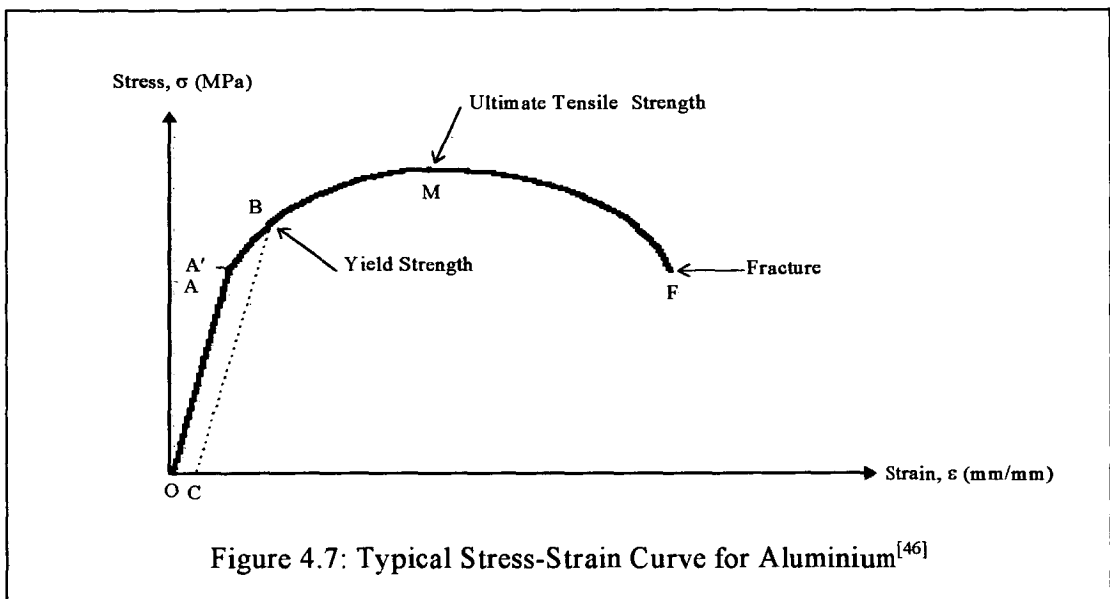 Stress, σ (MPa)
Ultimate Tensile Strength
M
B
Yield Strength
A′
A
Fracture
F
Strain, ε (mm/mm)
O C
Figure 4.7: Typical Stress-Strain Curve for Aluminium[46]